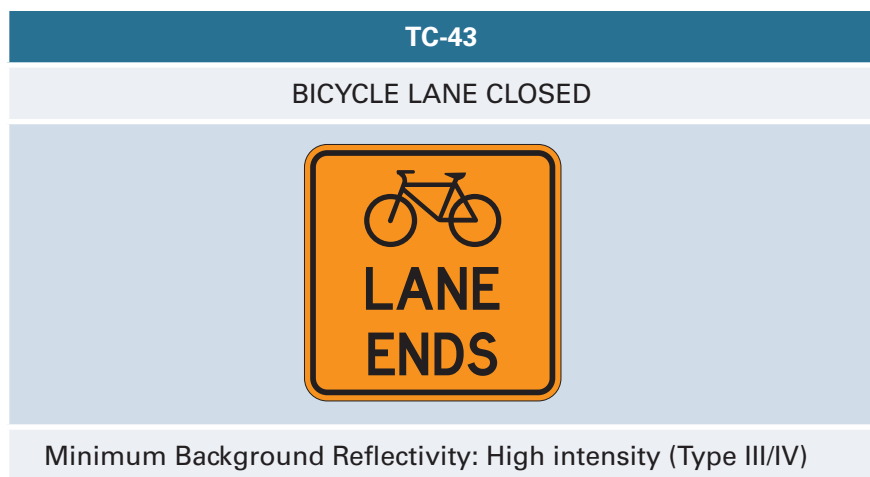 TC-43
BICYCLE LANE CLOSED
LANE
ENDS
Minimum Background Reflectivity: High intensity (Type III/IV)